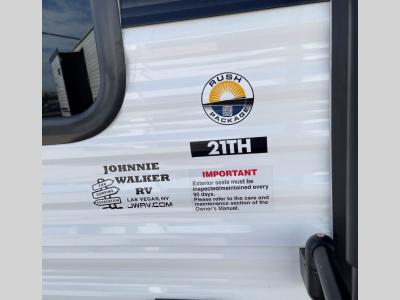 RUSH
PACKAGE
21TH
JOHNNIE
WALKER
RV
LAS VEGAS, NV
JWRV.COM
IMPORTANT
Exterior seals must be
inspected/maintained every
90 days.
Please refer to the care and
maintenance section of the
Owner's Manual.